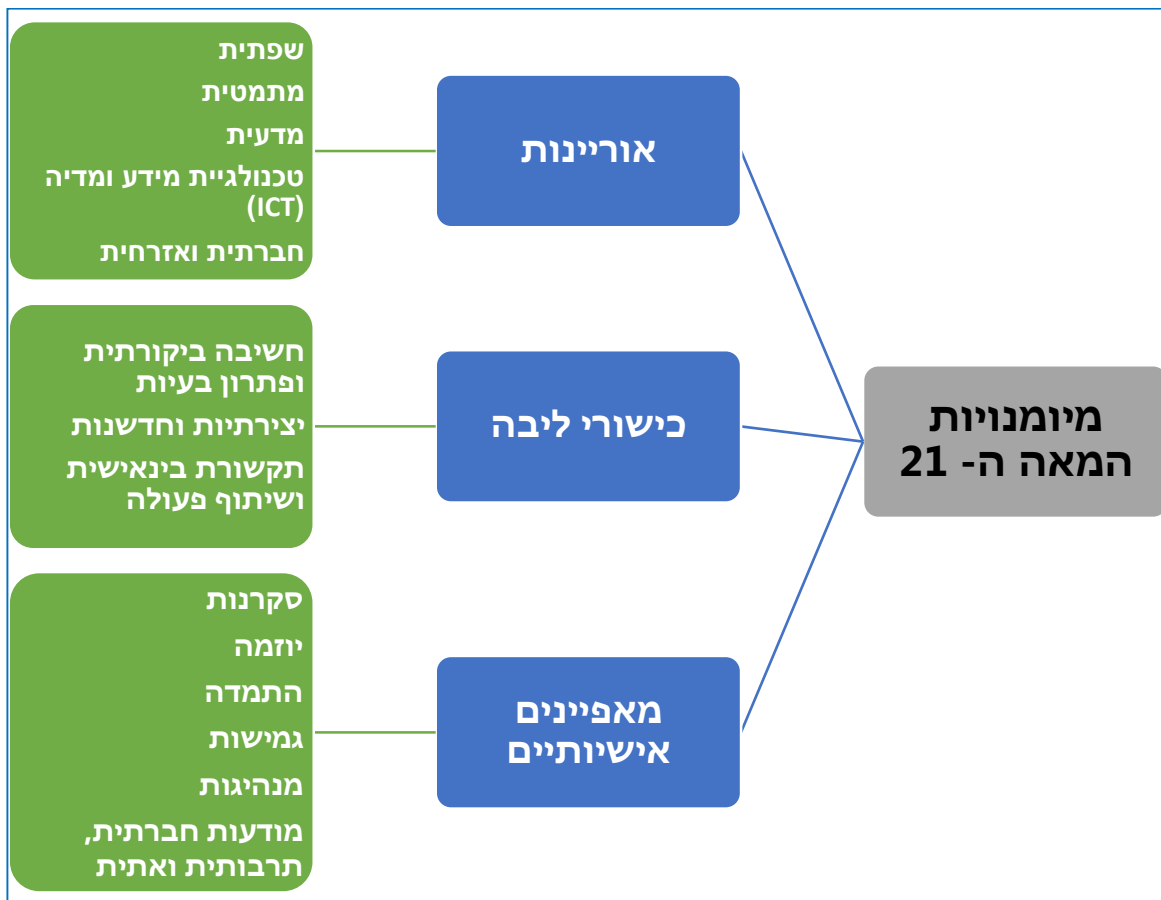 מיומנויות
המאה ה- 21
אוריינות
שפתית
מתמטית
מדעית
טכנולגיית מידע ומדיה
(ICT)
חברתית ואזרחית
כישורי ליבה
חשיבה ביקורתית
ופתרון בעיות
יצירתיות וחדשנות
תקשורת בינאישית
ושיתוף פעולה
מאפיינים
אישיותיים
סקרנות
יוזמה
התמדה
גמישות
מנהיגות
מודעות חברתית,
תרבותית ואתית